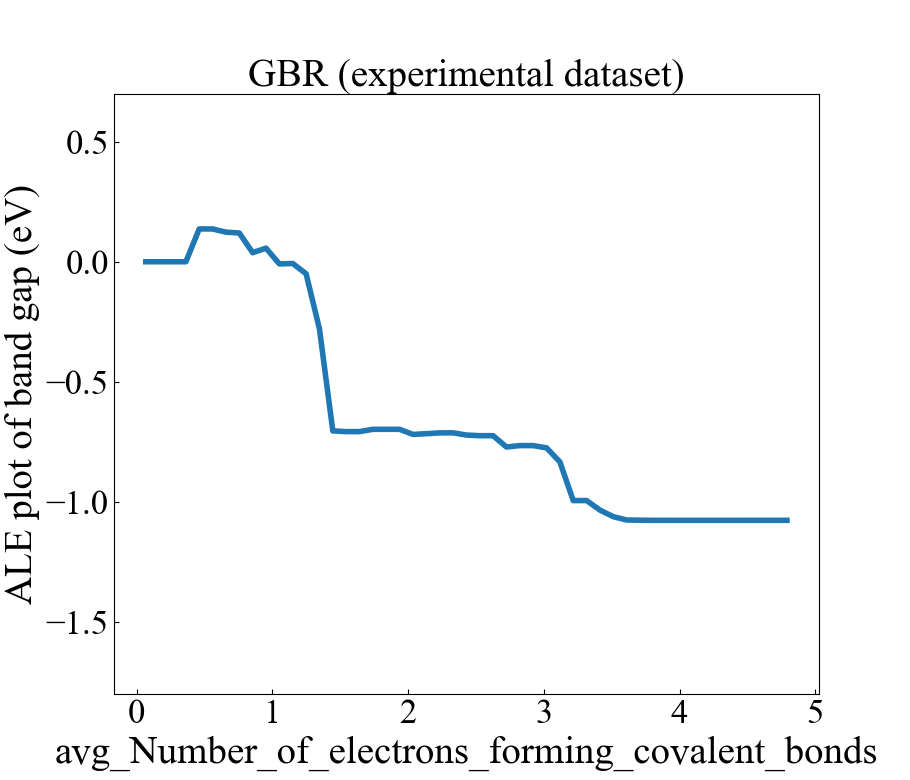 GBR (experimental dataset)
ALE plot of band gap (eV)
0.5
0.0
−0.5
−1.0
−1.5
0 1 2 3 4 5
avg_Number_of_electrons_forming_covalent_bonds